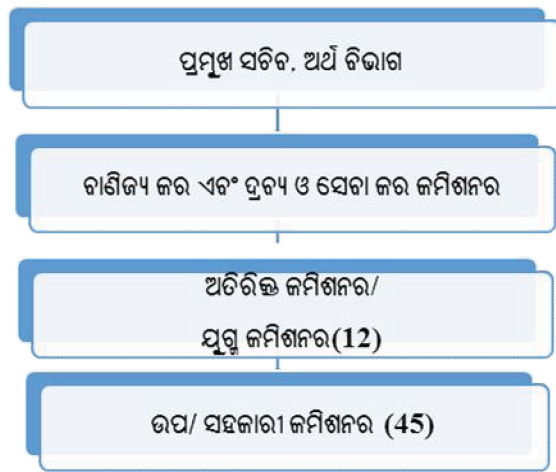 ପ୍ରମୁଖ ସଚିବ, ଅର୍ଥ ବିଭାଗ
ବାଣିଜ୍ୟ କର ଏବଂ ଦ୍ରବ୍ୟ ଓ ସେବା କର କମିଶନର
ଅତିରିକ୍ତ କମିଶନର/
ଯୁଗ୍ମ କମିଶନର(12)
ଉପ/ ସହକାରୀ କମିଶନର (45)